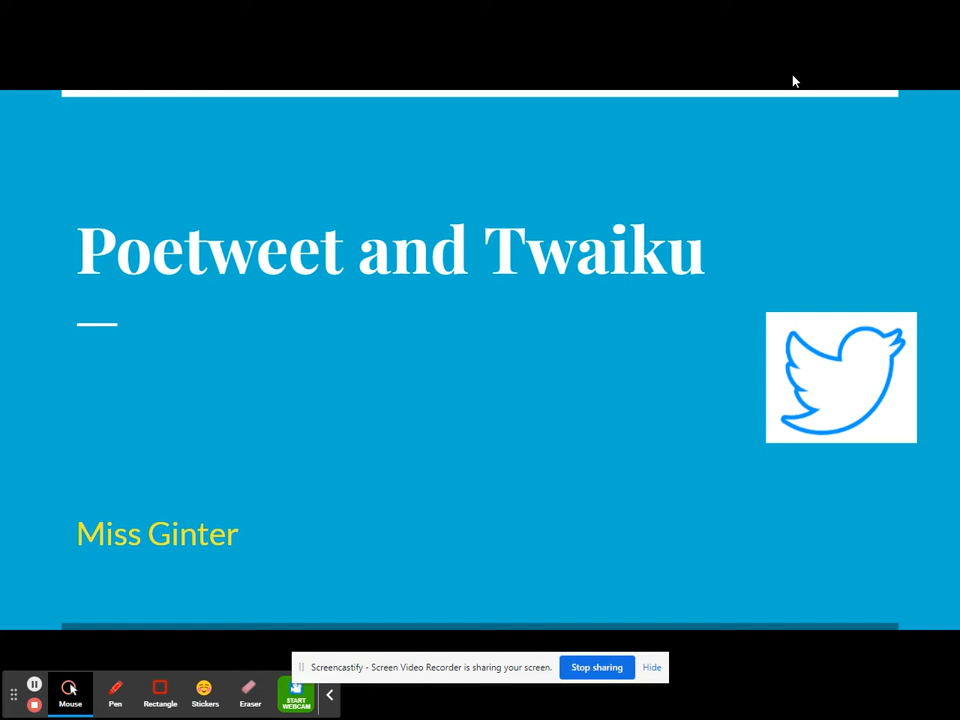 Poetweet and Twaiku
Miss Ginter
Screencastify - Screen Video Recorder is sharing your screen.
Stop sharing
Hide
Mouse
Pen
Rectangle
Stickers
Eraser
START
WEBCAM